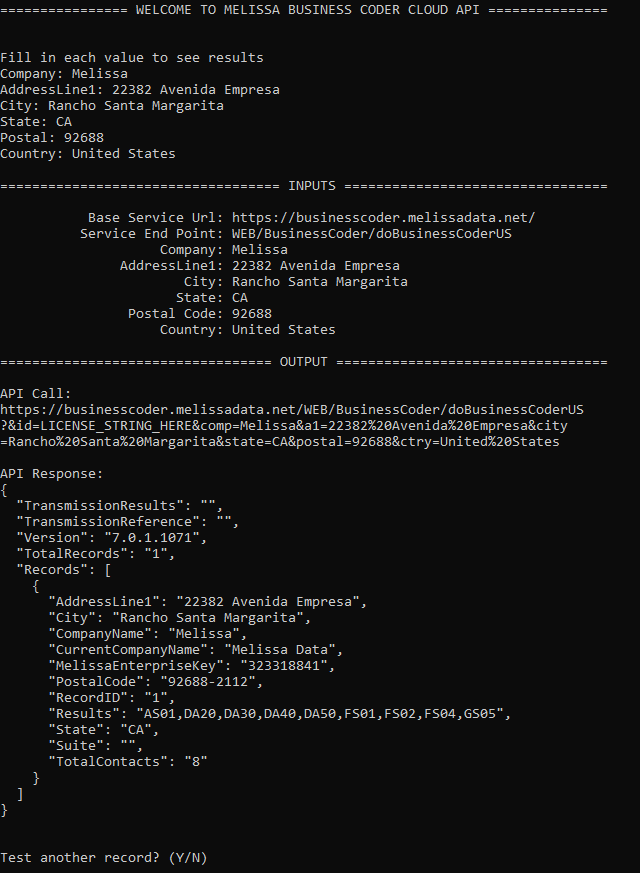 ================ WELCOME TO MELISSA BUSINESS CODER CLOUD API ===============
Fill in each value to see results
Company: Melissa
AddressLine1: 22382 Avenida Empresa
City: Rancho Santa Margarita
State: CA
Postal: 92688
Country: United States
=================================== INPUTS =================================
Base Service Url: https://businesscoder.melissadata.net/
Service End Point: WEB/BusinessCoder/doBusinessCoderUS
Company: Melissa
AddressLine1: 22382 Avenida Empresa
City: Rancho Santa Margarita
State: CA
Postal Code: 92688
Country: United States
================================== OUTPUT ==================================
API Call:
https://businesscoder.melissadata.net/WEB/BusinessCoder/doBusinessCoderUS
?&id=LICENSE_STRING_HERE&comp=Melissa&a1=22382%20Avenida%20Empresa&city
=Rancho%20Santa%20Margarita&state=CA&postal=92688&ctry=United%20States
API Response:
{
  "TransmissionResults": "",
  "TransmissionReference": "",
  "Version": "7.0.1.1071",
  "TotalRecords": "1",
  "Records": [
    {
      "AddressLine1": "22382 Avenida Empresa",
      "City": "Rancho Santa Margarita",
      "CompanyName": "Melissa",
      "CurrentCompanyName": "Melissa Data",
      "MelissaEnterpriseKey": "323318841",
      "PostalCode": "92688-2112",
      "RecordID": "1",
      "Results": "AS01,DA20,DA30,DA40,DA50,FS01,FS02,FS04,GS05",
      "State": "CA",
      "Suite": "",
      "TotalContacts": "8"
    }
  ]
}
Test another record? (Y/N)